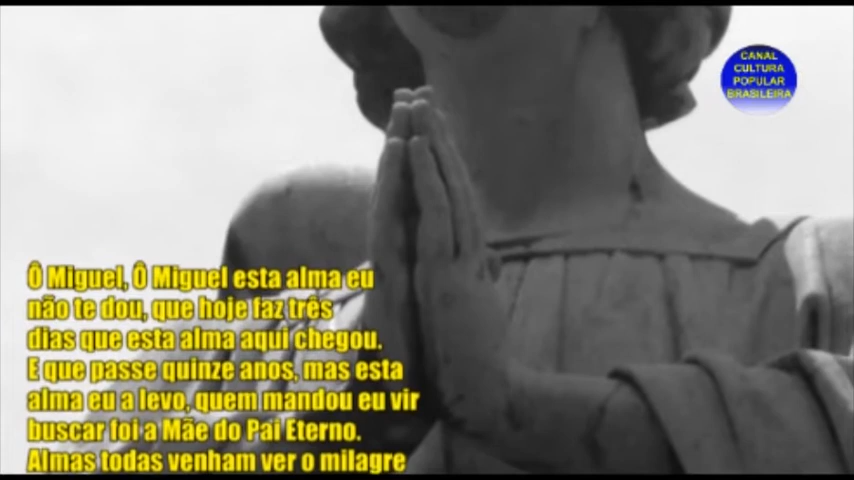 CANAL
CULTURA
POPULAR
BRASILEIRA
Ô Miguel, Ô Miguel esta alma eu
não te dou, que hoje faz três
dias que esta alma aqui chegou.
E que passe quinze anos, mas esta
alma eu a levo, quem mandou eu vir
buscar foi a Mãe do Pai Eterno.
Almas todas venham ver o milagre